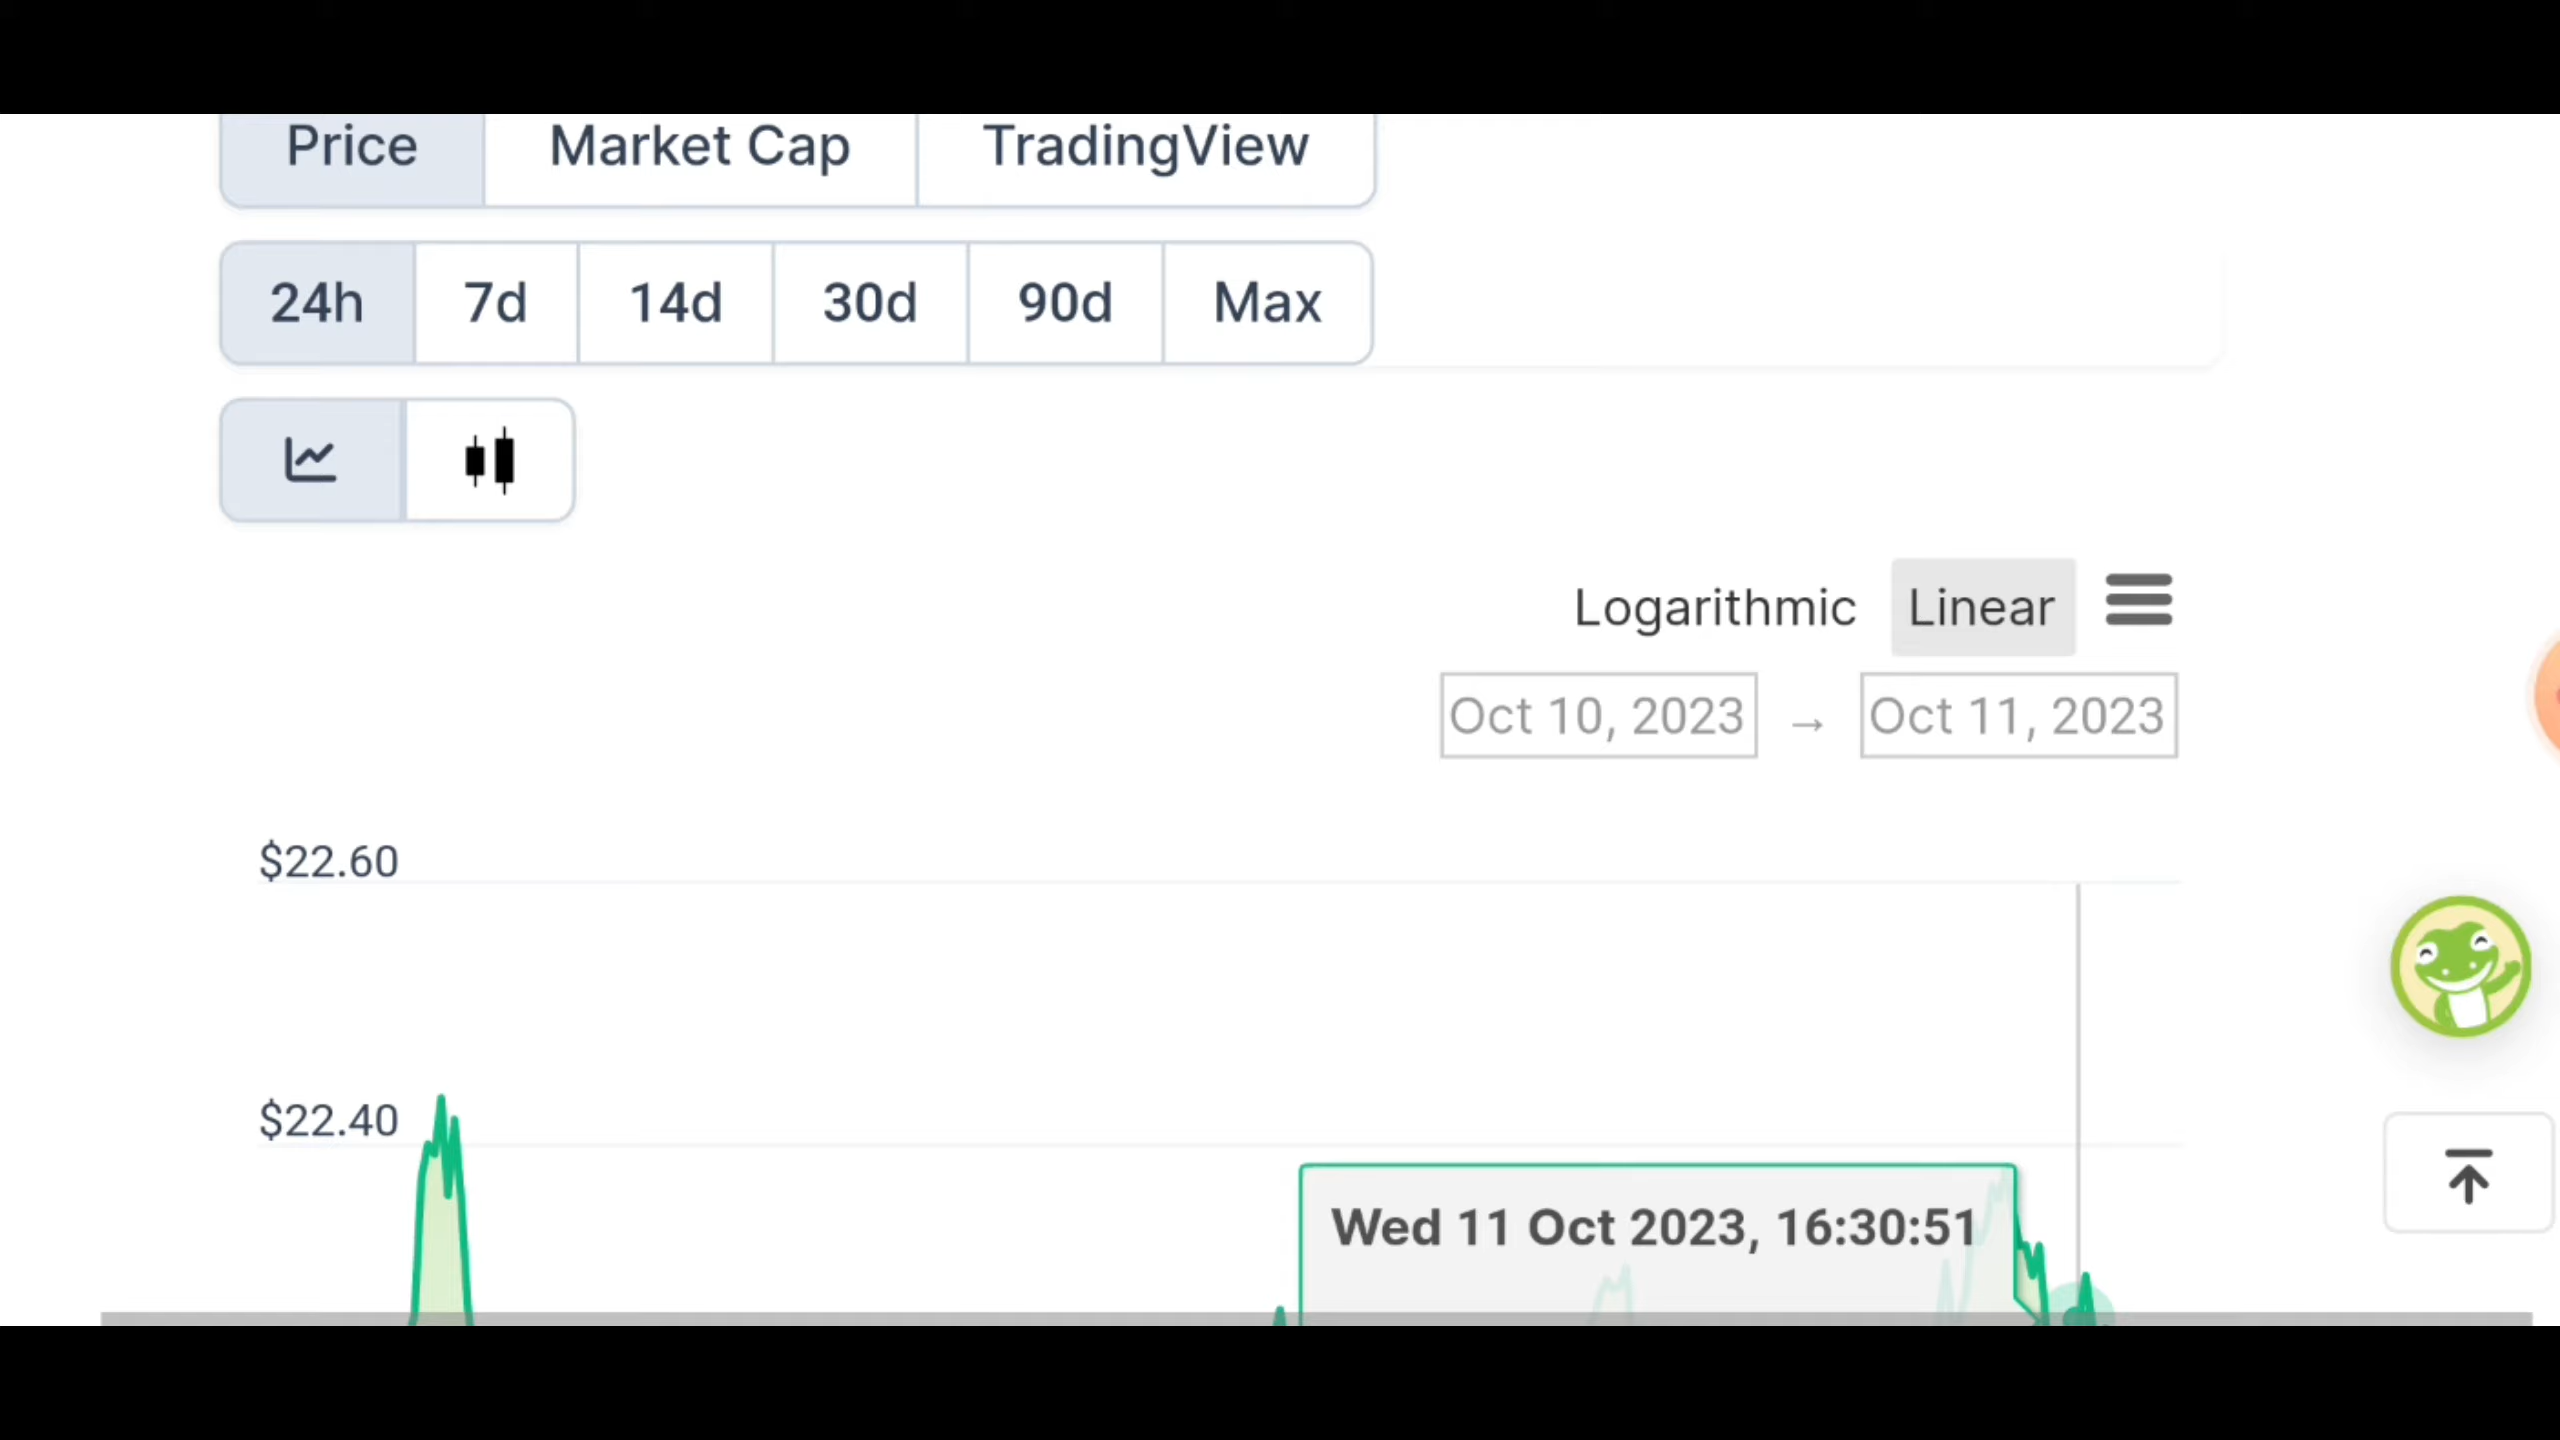 Price Market Cap TradingView
24h 7d 14d 30d 90d Max
Logarithmic Linear
Oct 10, 2023 → Oct 11, 2023
$22.60
$22.40
Wed 11 Oct 2023, 16:30:51